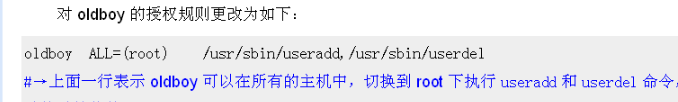 对 oldboy 的授权规则更改为如下：
oldboy ALL=(root) /usr/sbin/useradd,/usr/sbin/userdel
#→上面一行表示 oldboy 可以在所有的主机中，切换到 root 下执行 useradd 和 userdel 命令，